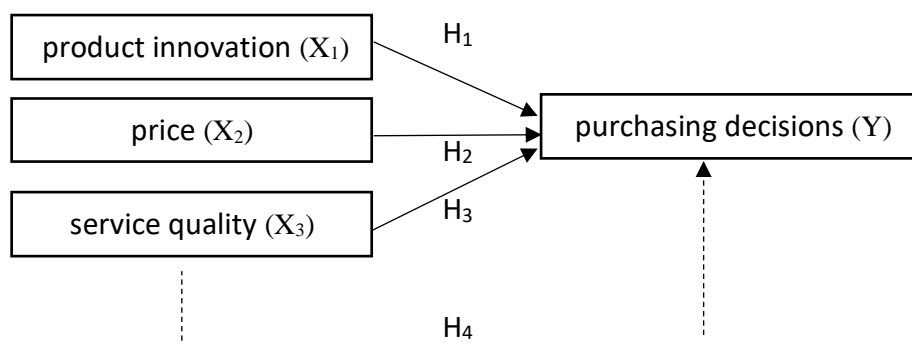 product innovation (X₁)
H₁
price (X₂)
purchasing decisions (Y)
H₂
service quality (X₃)
H₃
H₄